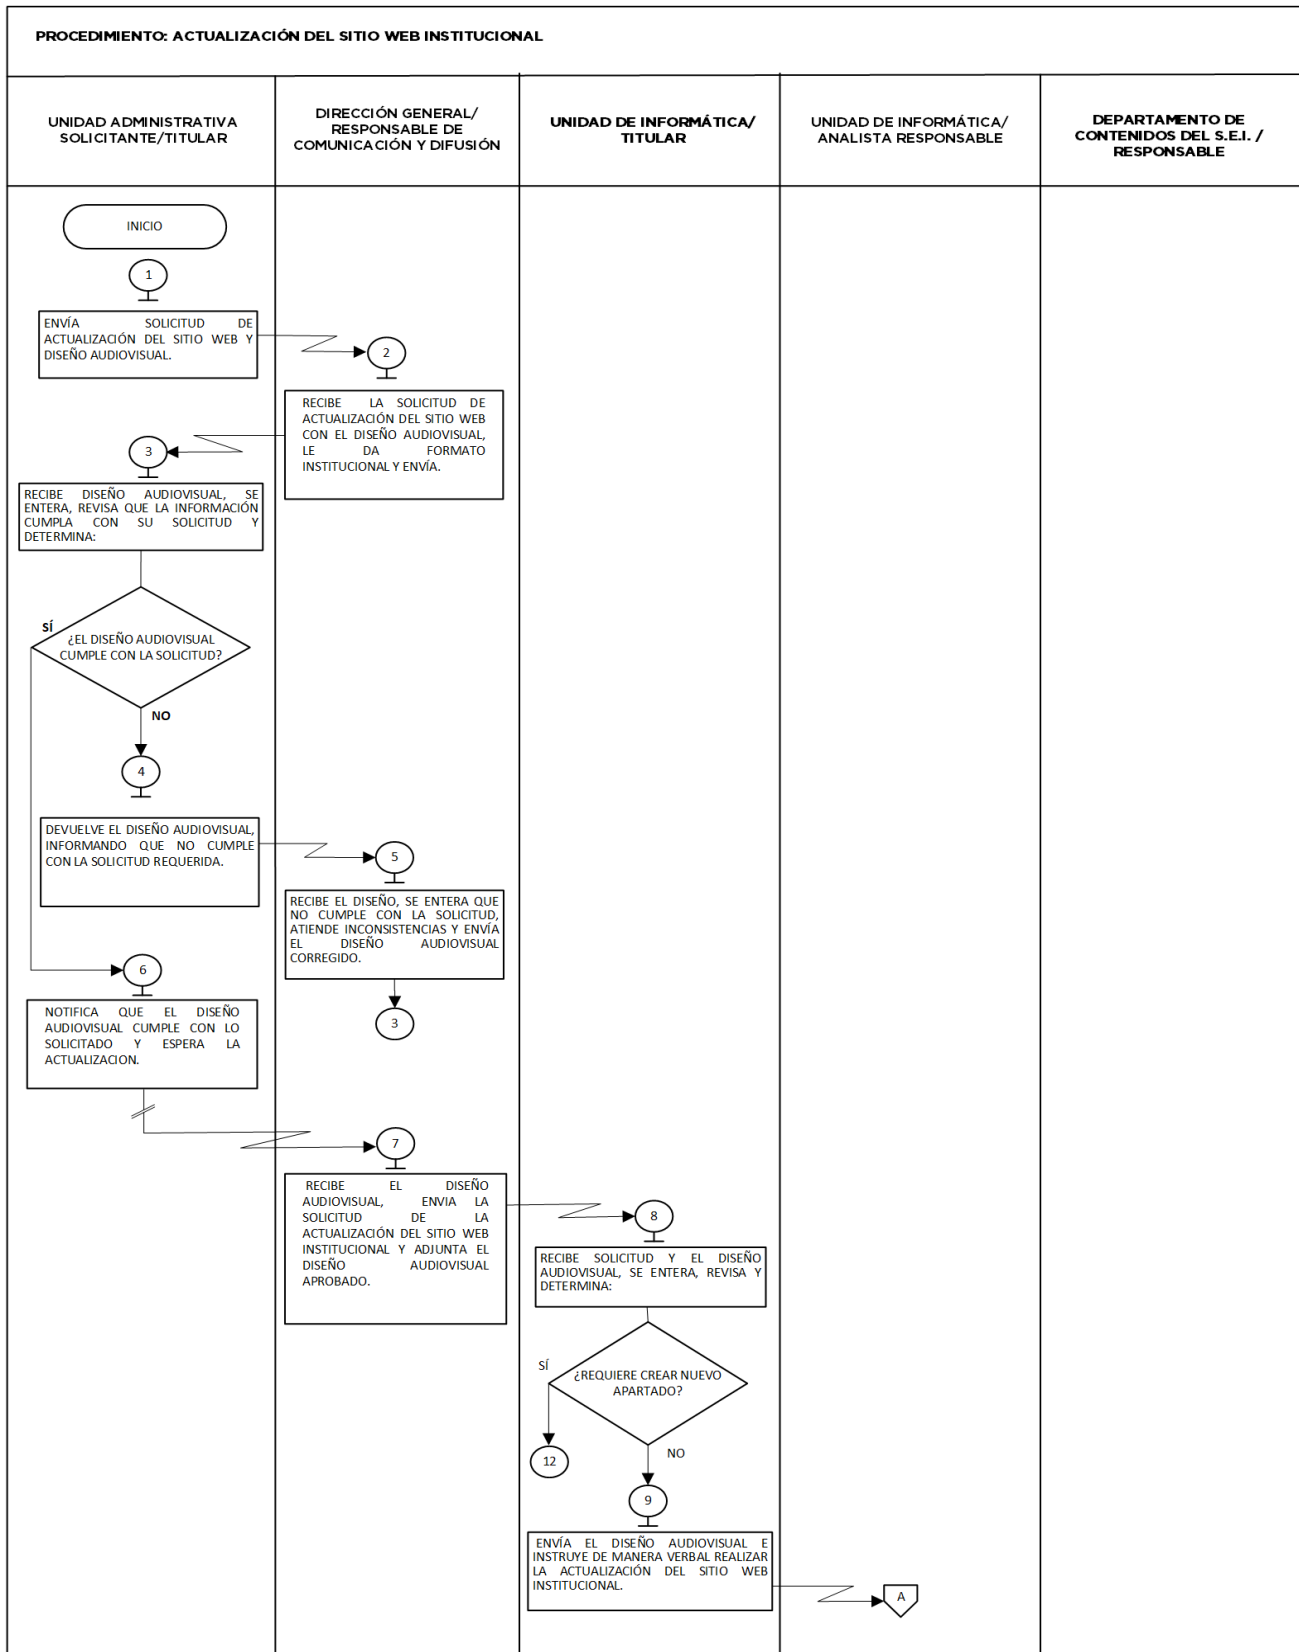 PROCEDIMIENTO: ACTUALIZACIÓN DEL SITIO WEB INSTITUCIONAL
UNIDAD ADMINISTRATIVA
SOLICITANTE/TITULAR
DIRECCIÓN GENERAL/
RESPONSABLE DE
COMUNICACIÓN Y DIFUSIÓN
UNIDAD DE INFORMÁTICA/
TITULAR
UNIDAD DE INFORMÁTICA/
ANALISTA RESPONSABLE
DEPARTAMENTO DE
CONTENIDOS DEL S.E.I. /
RESPONSABLE
INICIO
1
ENVÍA SOLICITUD DE
ACTUALIZACIÓN DEL SITIO WEB Y
DISEÑO AUDIOVISUAL.
2
RECIBE LA SOLICITUD DE
ACTUALIZACIÓN DEL SITIO WEB
CON EL DISEÑO AUDIOVISUAL,
LE DA FORMATO
INSTITUCIONAL Y ENVÍA.
3
RECIBE DISEÑO AUDIOVISUAL, SE
ENTERA, REVISA QUE LA INFORMACIÓN
CUMPLA CON SU SOLICITUD Y
DETERMINA:
SÍ
¿EL DISEÑO AUDIOVISUAL
CUMPLE CON LA SOLICITUD?
NO
4
DEVUELVE EL DISEÑO AUDIOVISUAL,
INFORMANDO QUE NO CUMPLE
CON LA SOLICITUD REQUERIDA.
5
RECIBE EL DISEÑO, SE ENTERA QUE
NO CUMPLE CON LA SOLICITUD,
ATIENDE INCONSISTENCIAS Y ENVÍA
EL DISEÑO AUDIOVISUAL
CORREGIDO.
3
6
NOTIFICA QUE EL DISEÑO
AUDIOVISUAL CUMPLE CON LO
SOLICITADO Y ESPERA LA
ACTUALIZACION.
7
RECIBE EL DISEÑO
AUDIOVISUAL, ENVIA LA
SOLICITUD DE LA
ACTUALIZACIÓN DEL SITIO WEB
INSTITUCIONAL Y ADJUNTA EL
DISEÑO AUDIOVISUAL
APROBADO.
8
RECIBE SOLICITUD Y EL DISEÑO
AUDIOVISUAL, SE ENTERA, REVISA Y
DETERMINA:
SÍ
¿REQUIERE CREAR NUEVO
APARTADO?
12
NO
9
ENVÍA EL DISEÑO AUDIOVISUAL E
INSTRUYE DE MANERA VERBAL REALIZAR
LA ACTUALIZACIÓN DEL SITIO WEB
INSTITUCIONAL.
A